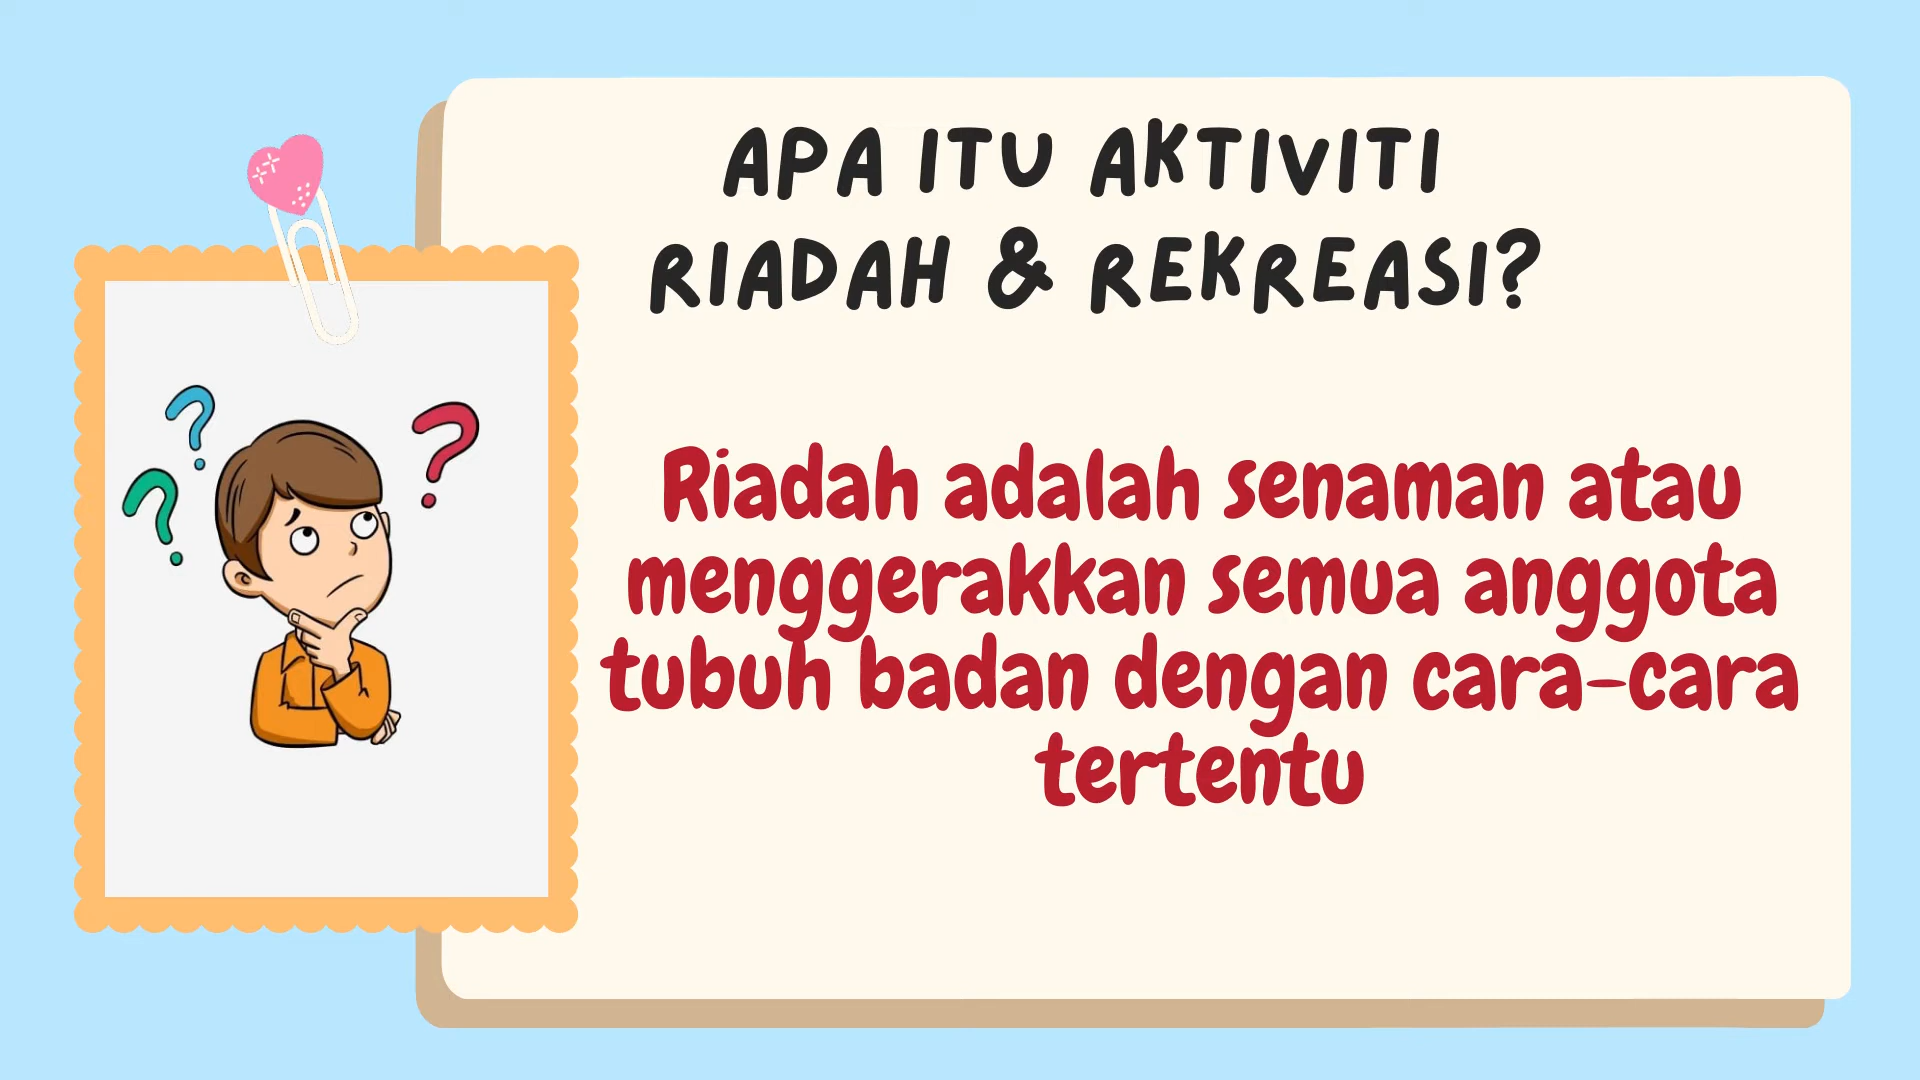 APA ITU AKTIVITI
RIADAH & REKREASI?
Riadah adalah senaman atau
menggerakkan semua anggota
tubuh badan dengan cara-cara
tertentu